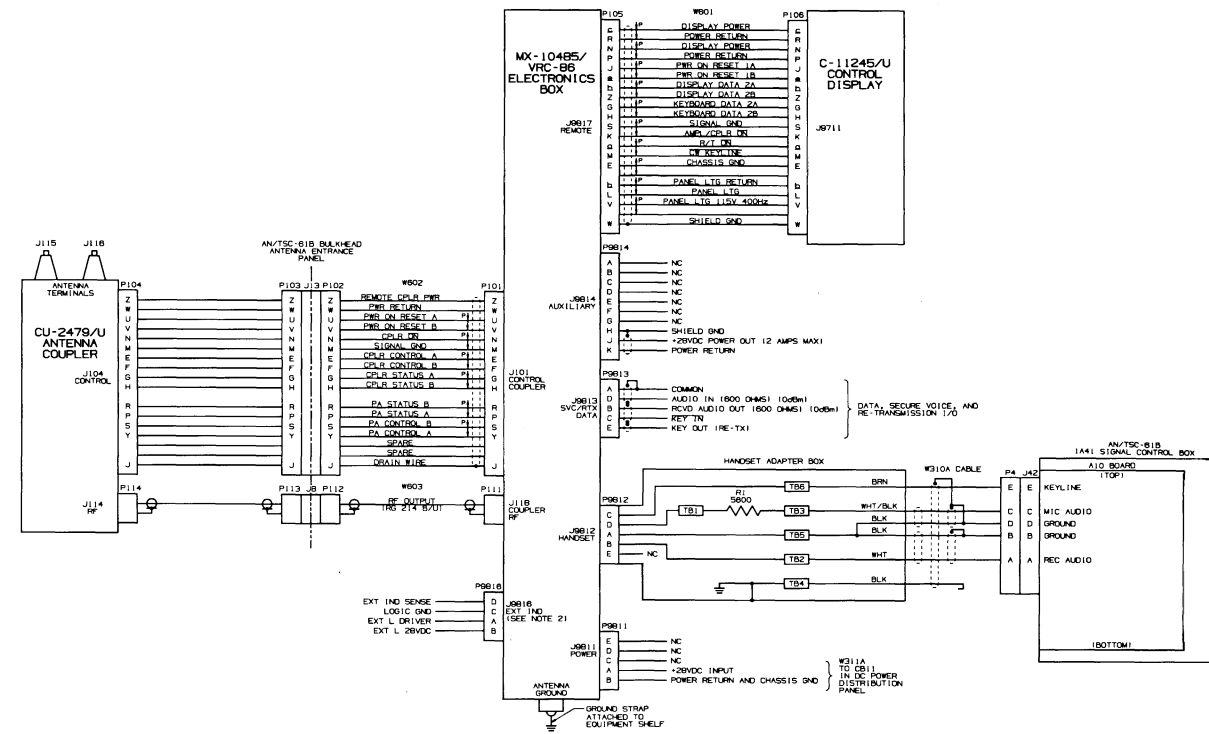 P105
W601
P106
MX-10485/
VRC-86
ELECTRONICS
BOX
C-11245/U
CONTROL
DISPLAY
J9817
REMOTE
J9711
c
R
N
P
J
a
b
Z
G
H
S
K
a
M
E
b
L
V
W
DISPLAY POWER
POWER RETURN
DISPLAY POWER
POWER RETURN
PWR ON RESET 1A
PWR ON RESET 1B
DISPLAY DATA 2A
DISPLAY DATA 2B
KEYBOARD DATA 2A
KEYBOARD DATA 2B
SIGNAL GND
AMPL/CPLR ON
R/T ON
CW KEYLINE
CHASSIS GND
PANEL LTG RETURN
PANEL LTG
PANEL LTG 115V 400Hz
SHIELD GND
c
R
N
P
J
a
b
Z
G
H
S
K
a
M
E
b
L
V
W
J115
J116
ANTENNA
TERMINALS
CU-2479/U
ANTENNA
COUPLER
J104
CONTROL
J114
RF
P104
Z
W
U
V
N
M
E
F
G
H
R
P
S
Y
J
P114
AN/TSC-61B BULKHEAD
ANTENNA ENTRANCE
PANEL
P103 J13 P102
Z
W
U
V
N
M
E
F
G
H
R
P
S
Y
J
Z
W
U
V
N
M
E
F
G
H
R
P
S
Y
J
P113 J8 P112
W602
REMOTE CPLR PWR
PWR RETURN
PWR ON RESET A
PWR ON RESET B
CPLR ON
SIGNAL GND
CPLR CONTROL A
CPLR CONTROL B
CPLR STATUS A
CPLR STATUS B
PA STATUS B
PA STATUS A
PA CONTROL B
PA CONTROL A
SPARE
SPARE
DRAIN WIRE
W603
RF OUTPUT
(RG 214 B/U)
P101
Z
W
U
V
N
M
E
F
G
H
R
P
S
Y
J
J101
CONTROL
COUPLER
P111
J118
COUPLER
RF
P9814
J9814
AUXILIARY
A NC
B NC
C NC
D NC
E NC
F NC
G NC
H SHIELD GND
J +28VDC POWER OUT (2 AMPS MAX)
K POWER RETURN
P9813
J9813
SVC/RTX
DATA
A COMMON
D AUDIO IN (600 OHMS) (0dBm)
B RCVD AUDIO OUT (600 OHMS) (0dBm)
C KEY IN
E KEY OUT (RE-TX)
DATA, SECURE VOICE, AND
RE-TRANSMISSION I/O
HANDSET ADAPTER BOX
P9812
J9812
HANDSET
C
D
A
B
E NC
TB6
TB1
R1
5600
TB3
TB5
TB2
TB4
BRN
WHT/BLK
BLK
WHT
BLK
W310A CABLE
AN/TSC-61B
1A41 SIGNAL CONTROL BOX
P4 J42
A10 BOARD
(TOP)
E E KEYLINE
C C MIC AUDIO
D D GROUND
B B GROUND
A A REC AUDIO
(BOTTOM)
P9816
J9816
EXT IND
(SEE NOTE 2)
EXT IND SENSE D
LOGIC GND C
EXT L DRIVER A
EXT L 28VDC B
P9811
J9811
POWER
E NC
D NC
C NC
A +28VDC INPUT
B POWER RETURN AND CHASSIS GND
W311A
TO CB11
IN DC POWER
DISTRIBUTION
PANEL
ANTENNA
GROUND
GROUND STRAP
ATTACHED TO
EQUIPMENT SHELF